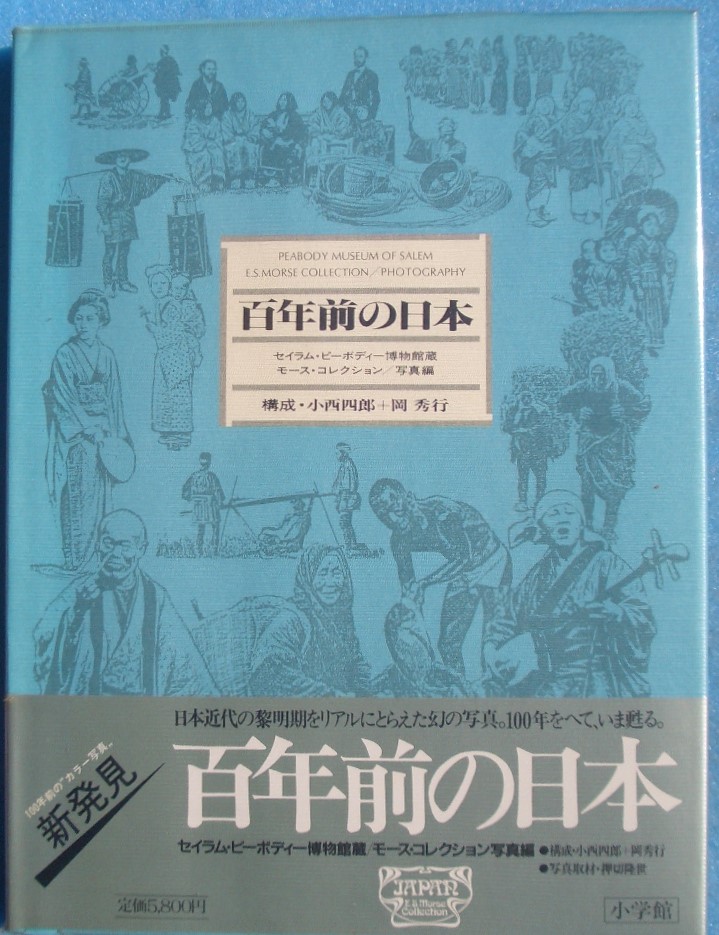 PEABODY MUSEUM OF SALEM
E.S.MORSE COLLECTION/PHOTOGRAPHY
百年前の日本
セイラム・ピーボディー博物館蔵
モース・コレクション/写真編
構成・小西四郎+岡 秀行
日本近代の黎明期をリアルにとらえた幻の写真。100年をへて、いま甦る。
100年前の"カラー写真"
新発見
百年前の日本
セイラム・ピーボディー博物館蔵/モース・コレクション写真編
●構成・小西四郎+岡秀行
●写真取材・押切隆世
JAPAN
E.S.Morse
Collection
定価5,800円
小学館